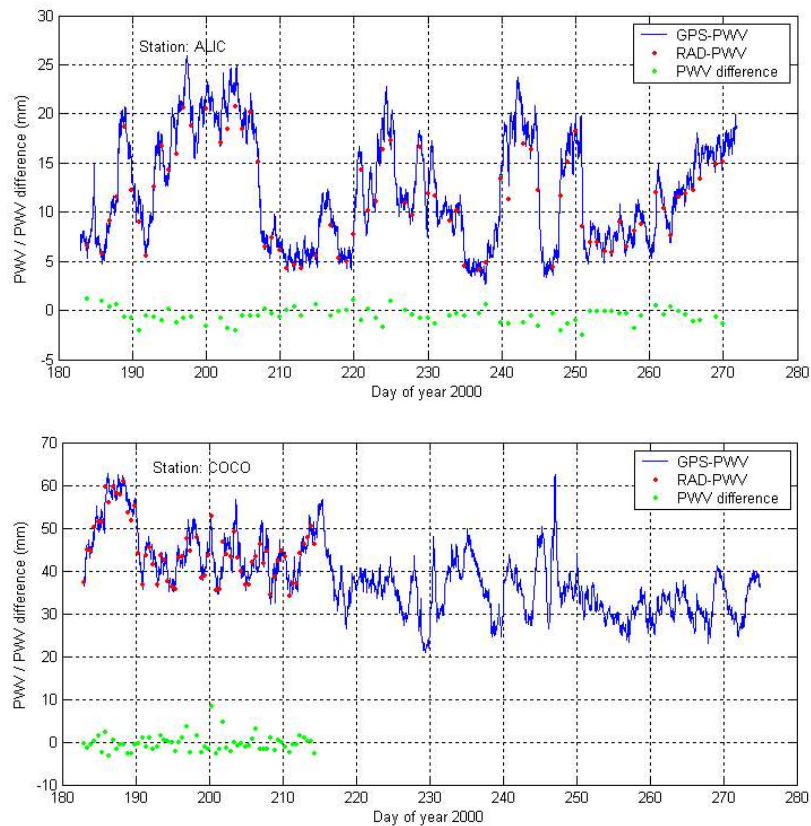 30
25
20
15
10
5
0
-5
PWV / PWV difference (mm)
Station: ALIC
GPS-PWV
RAD-PWV
PWV difference
180 190 200 210 220 230 240 250 260 270 280
Day of year 2000
70
60
50
40
30
20
10
0
-10
PWV / PWV difference (mm)
Station: COCO
GPS-PWV
RAD-PWV
PWV difference
180 190 200 210 220 230 240 250 260 270 280
Day of year 2000